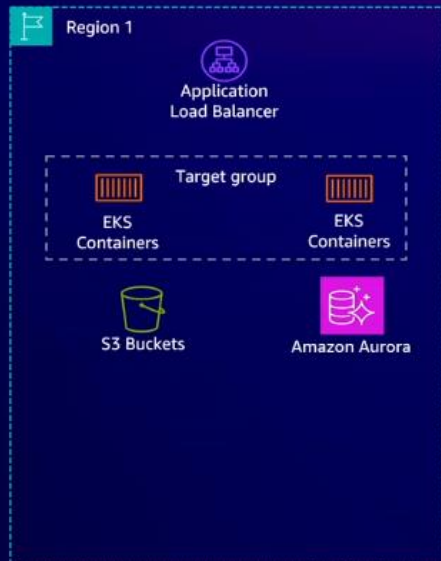 Region 1
Application
Load Balancer
Target group
EKS
Containers
EKS
Containers
S3 Buckets
Amazon Aurora